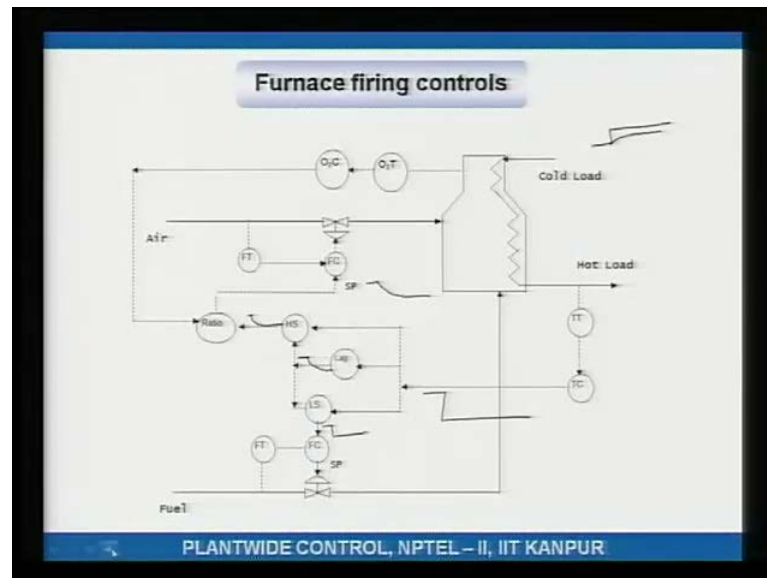 Furnace firing controls
O₂C
O₂T
Cold Load
Air
FT
FC
Hot Load
SP
Ratio
HS
TT
Lag
TC
LS
FT
FC
SP
Fuel
PLANTWIDE CONTROL, NPTEL – II, IIT KANPUR